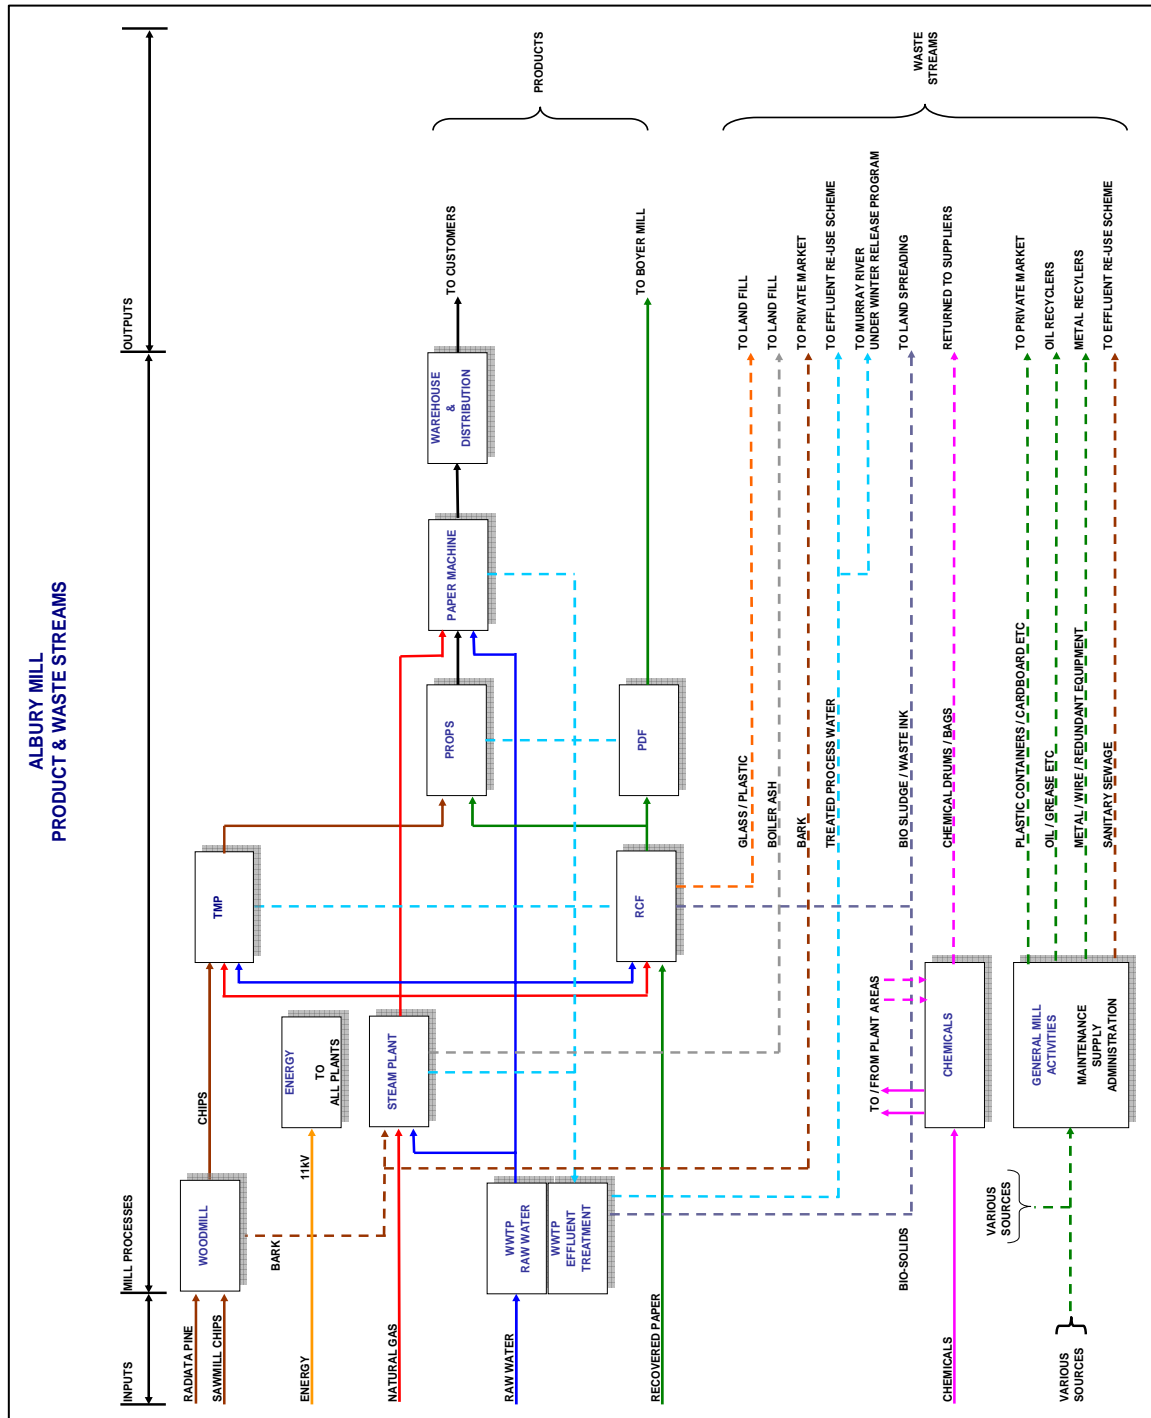 ALBURY MILL
PRODUCT & WASTE STREAMS
INPUTS
MILL PROCESSES
OUTPUTS
PRODUCTS
WASTE
STREAMS
RADIATA PINE
SAWMILL CHIPS
ENERGY
NATURAL GAS
RAW WATER
RECOVERED PAPER
CHEMICALS
VARIOUS
SOURCES
VARIOUS
SOURCES
WOODMILL
BARK
CHIPS
11kV
ENERGY
TO
ALL PLANTS
STEAM PLANT
WWTP
RAW WATER
WWTP
EFFLUENT
TREATMENT
BIO-SOLIDS
TO / FROM PLANT AREAS
CHEMICALS
GENERAL MILL
ACTIVITIES
MAINTENANCE
SUPPLY
ADMINISTRATION
TMP
RCF
PROPS
PDF
PAPER MACHINE
WAREHOUSE
&
DISTRIBUTION
GLASS / PLASTIC
BOILER ASH
BARK
TREATED PROCESS WATER
BIO SLUDGE / WASTE INK
CHEMICAL DRUMS / BAGS
PLASTIC CONTAINERS / CARDBOARD ETC
OIL / GREASE ETC
METAL / WIRE / REDUNDANT EQUIPMENT
SANITARY SEWAGE
TO CUSTOMERS
TO BOYER MILL
TO LAND FILL
TO LAND FILL
TO PRIVATE MARKET
TO EFFLUENT RE-USE SCHEME
TO MURRAY RIVER
UNDER WINTER RELEASE PROGRAM
TO LAND SPREADING
RETURNED TO SUPPLIERS
TO PRIVATE MARKET
OIL RECYCLERS
METAL RECYLERS
TO EFFLUENT RE-USE SCHEME